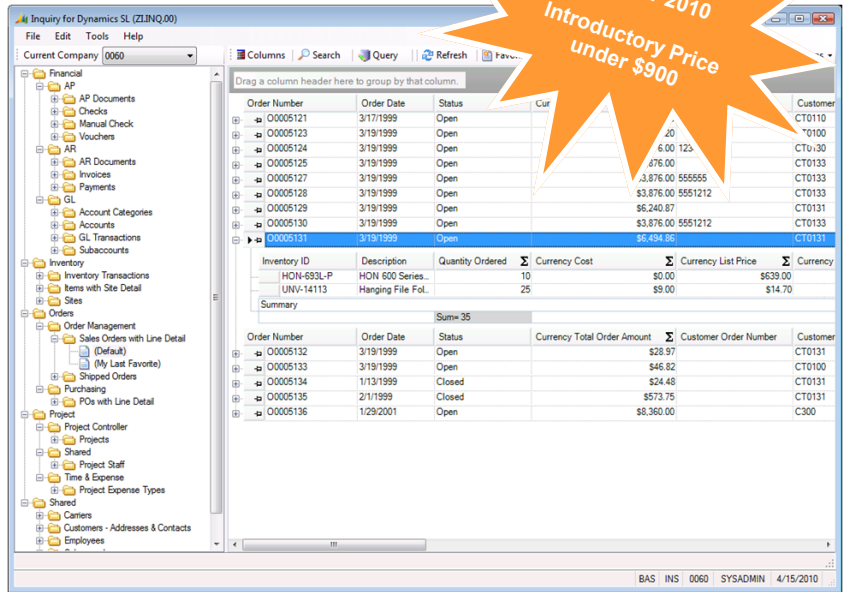 Inquiry for Dynamics SL (ZI.INQ.00)
2010
Introductory Price
under $900
File Edit Tools Help
Current Company 0060
Columns Search Query Refresh
Drag a column header here to group by that column.
Order Number Order Date Status Customer
O0005121 3/17/1999 Open CT0110
O0005123 3/19/1999 Open CT0100
O0005124 3/19/1999 Open
O0005125 3/19/1999 Open CT0133
O0005127 3/19/1999 Open $3,876.00 555555 CT0133
O0005128 3/19/1999 Open $3,876.00 5551212 CT0133
O0005129 3/19/1999 Open $6,240.87 CT0131
O0005130 3/19/1999 Open $3,876.00 5551212 CT0133
O0005131 3/19/1999 Open $6,494.86 CT0131
Inventory ID Description Quantity Ordered Σ Currency Cost Σ Currency List Price Σ Currency
HON-693L-P HON 600 Series... 10 $0.00 $639.00
UNV-14113 Hanging File Fol... 25 $9.00 $14.70
Summary
Sum= 35
Order Number Order Date Status Currency Total Order Amount Σ Customer Order Number Customer
O0005132 3/19/1999 Open $28.97 CT0131
O0005133 3/19/1999 Open $46.82 CT0100
O0005134 1/13/1999 Closed $24.48 CT0131
O0005135 2/1/1999 Closed $573.75 CT0131
O0005136 1/29/2001 Open $8,360.00 C300
Financial
AP
AP Documents
Checks
Manual Check
Vouchers
AR
AR Documents
Invoices
Payments
GL
Account Categories
Accounts
GL Transactions
Subaccounts
Inventory
Inventory Transactions
Items with Site Detail
Sites
Orders
Order Management
Sales Orders with Line Detail
(Default)
(My Last Favorite)
Shipped Orders
Purchasing
POs with Line Detail
Project
Project Controller
Projects
Shared
Project Staff
Time & Expense
Project Expense Types
Shared
Carriers
Customers - Addresses & Contacts
Employees
BAS INS 0060 SYSADMIN 4/15/2010